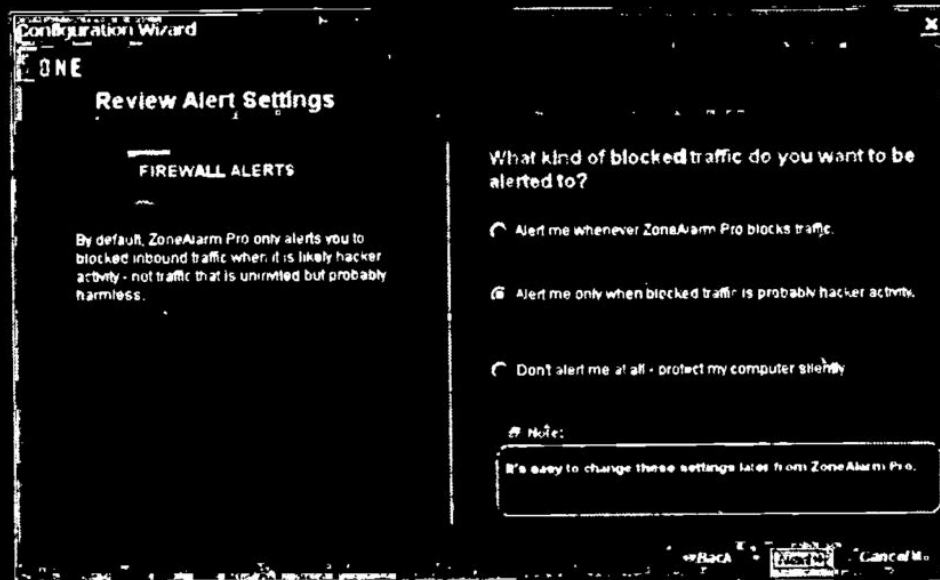 Configuration Wizard
ONE
Review Alert Settings
FIREWALL ALERTS
By default, ZoneAlarm Pro only alerts you to
blocked inbound traffic when it is likely hacker
activity - not traffic that is uninvited but probably
harmless.
What kind of blocked traffic do you want to be
alerted to?
Alert me whenever ZoneAlarm Pro blocks traffic.
Alert me only when blocked traffic is probably hacker activity.
Don't alert me at all - protect my computer silently
Note:
It's easy to change these settings later from ZoneAlarm Pro.
Back
Cancel